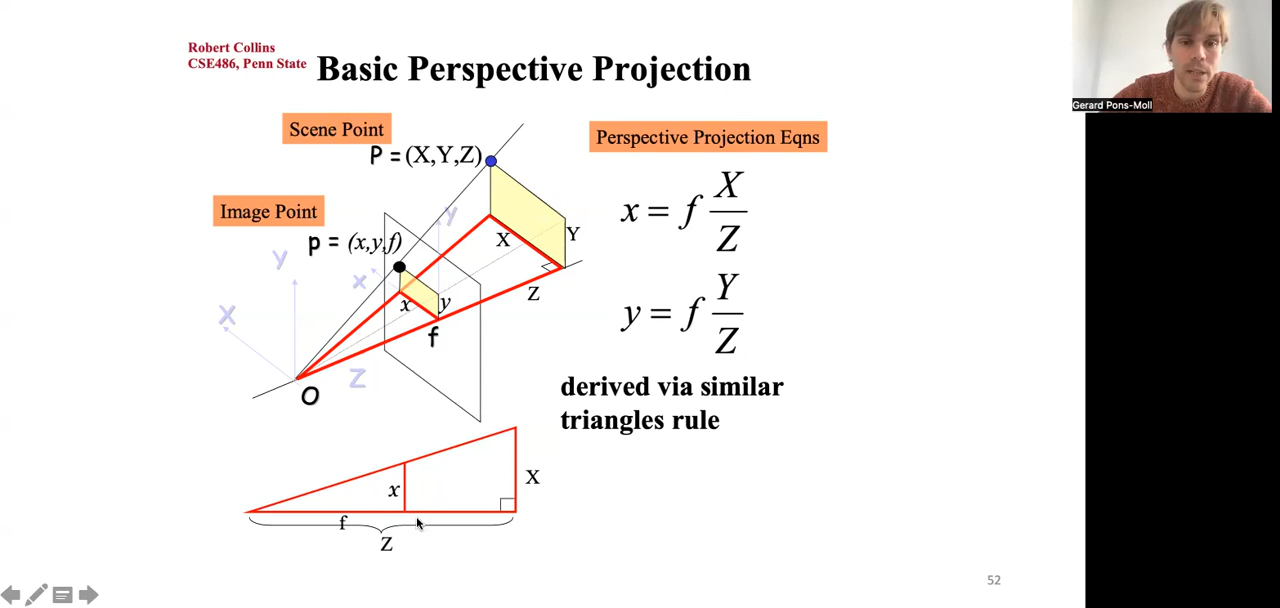 Robert Collins
CSE486, Penn State
Basic Perspective Projection
Gerard Pons-Moll
Scene Point
P = (X,Y,Z)
Perspective Projection Eqns
x = f X/Z
Image Point
p = (x,y,f)
y
X
Y
Y
x
x
y
Z
X
f
y = f Y/Z
Z
O
derived via similar
triangles rule
x
X
f
Z
52